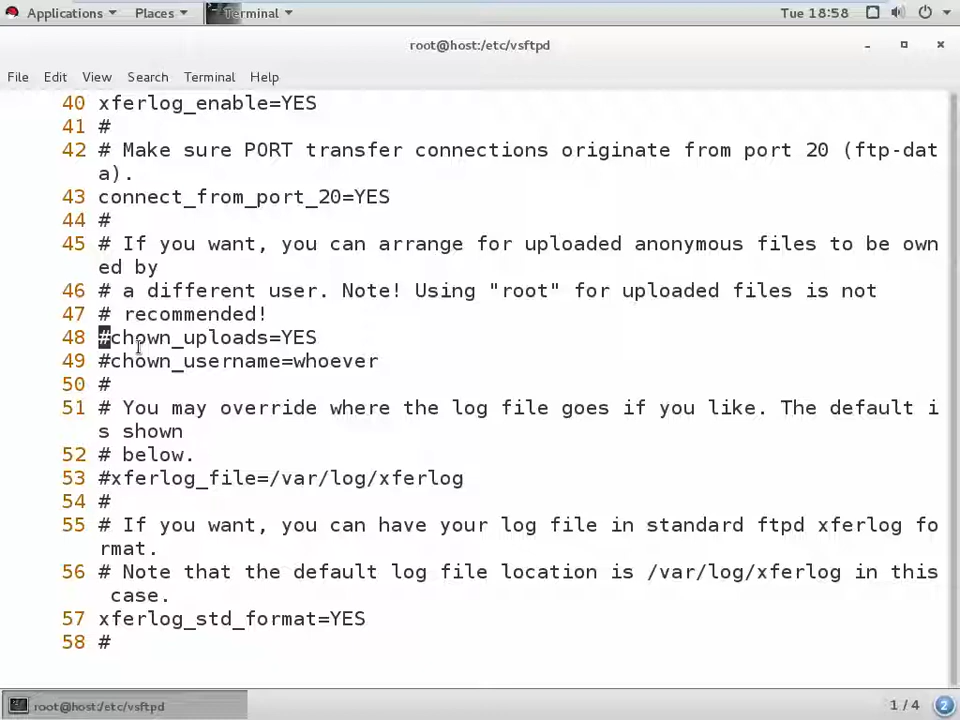 Applications Places Terminal Tue 18:58
root@host:/etc/vsftpd
File Edit View Search Terminal Help
40 xferlog_enable=YES
41 #
42 # Make sure PORT transfer connections originate from port 20 (ftp-dat
a).
43 connect_from_port_20=YES
44 #
45 # If you want, you can arrange for uploaded anonymous files to be own
ed by
46 # a different user. Note! Using "root" for uploaded files is not
47 # recommended!
48 #chown_uploads=YES
49 #chown_username=whoever
50 #
51 # You may override where the log file goes if you like. The default i
s shown
52 # below.
53 #xferlog_file=/var/log/xferlog
54 #
55 # If you want, you can have your log file in standard ftpd xferlog fo
rmat.
56 # Note that the default log file location is /var/log/xferlog in this
case.
57 xferlog_std_format=YES
58 #
root@host:/etc/vsftpd 1 / 4 2